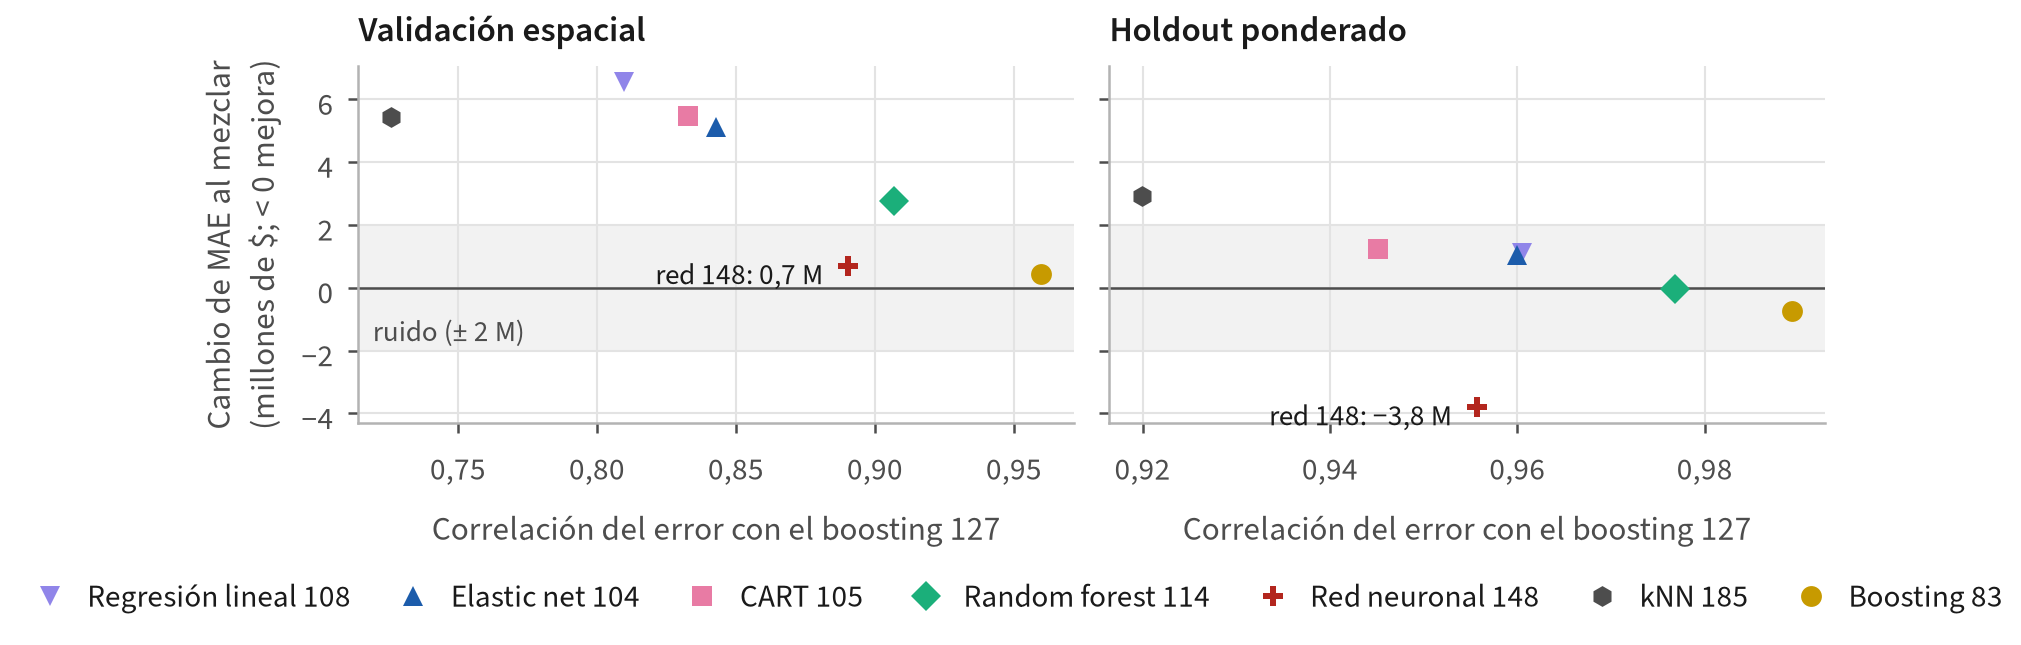 Validación espacial
Holdout ponderado
Cambio de MAE al mezclar
(millones de $; < 0 mejora)
6
4
2
0
−2
−4
red 148: 0,7 M
ruido (± 2 M)
red 148: −3,8 M
0,75 0,80 0,85 0,90 0,95
0,92 0,94 0,96 0,98
Correlación del error con el boosting 127
Correlación del error con el boosting 127
Regresión lineal 108 Elastic net 104 CART 105 Random forest 114 Red neuronal 148 kNN 185 Boosting 83